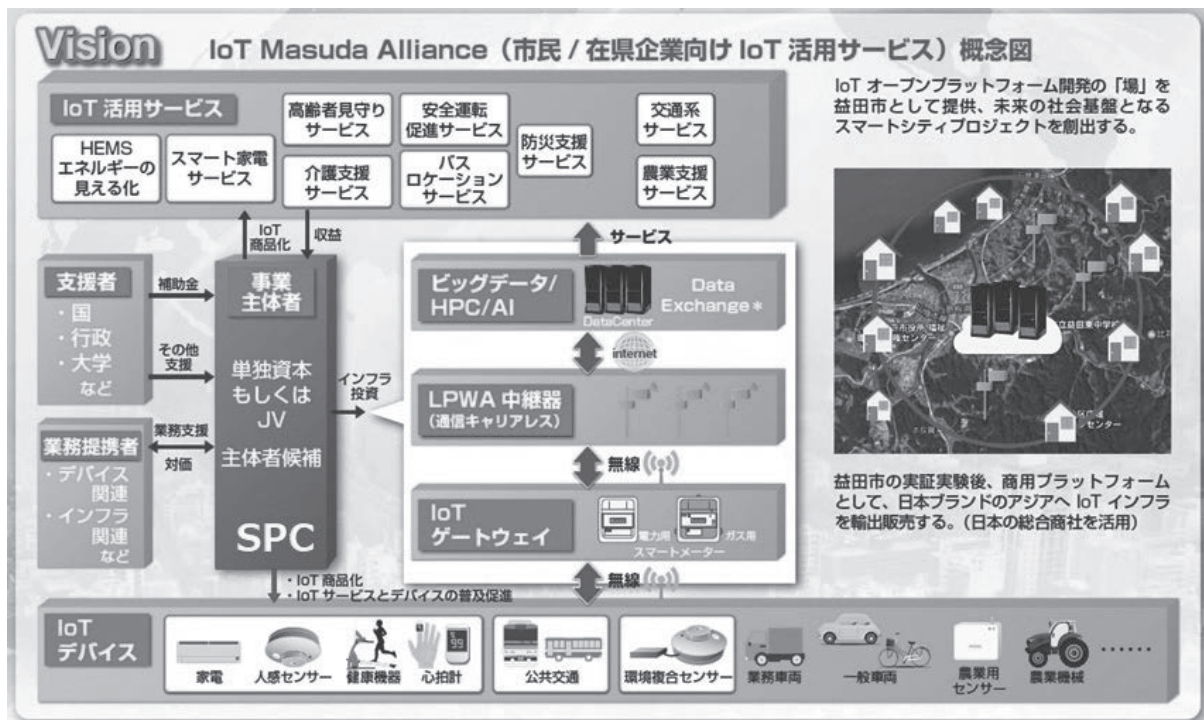 Vision
IoT Masuda Alliance（市民 / 在県企業向け IoT 活用サービス）概念図
IoT オープンプラットフォーム開発の「場」を
益田市として提供、未来の社会基盤となる
スマートシティプロジェクトを創出する。
IoT 活用サービス
HEMS
エネルギーの
見える化
スマート家電
サービス
高齢者見守り
サービス
介護支援
サービス
安全運転
促進サービス
バス
ロケーション
サービス
防災支援
サービス
交通系
サービス
農業支援
サービス
IoT
商品化
収益
サービス
支援者
・国
・行政
・大学
など
補助金
その他
支援
事業
主体者
単独資本
もしくは
JV
主体者候補
SPC
インフラ
投資
業務提携者
・デバイス
関連
・インフラ
関連
など
業務支援
対価
ビッグデータ/
HPC/AI
DataCenter
Data
Exchange＊
internet
LPWA 中継器
（通信キャリアレス）
無線
IoT
ゲートウェイ
電力用
ガス用
スマートメーター
無線
・IoT 商品化
・IoT サービスとデバイスの普及促進
益田市の実証実験後、商用プラットフォーム
として、日本ブランドのアジアへ IoT インフラ
を輸出販売する。（日本の総合商社を活用）
IoT
デバイス
家電
人感センサー
健康機器
心拍計
公共交通
環境複合センサー
業務車両
一般車両
農業用
センサー
農業機械
……